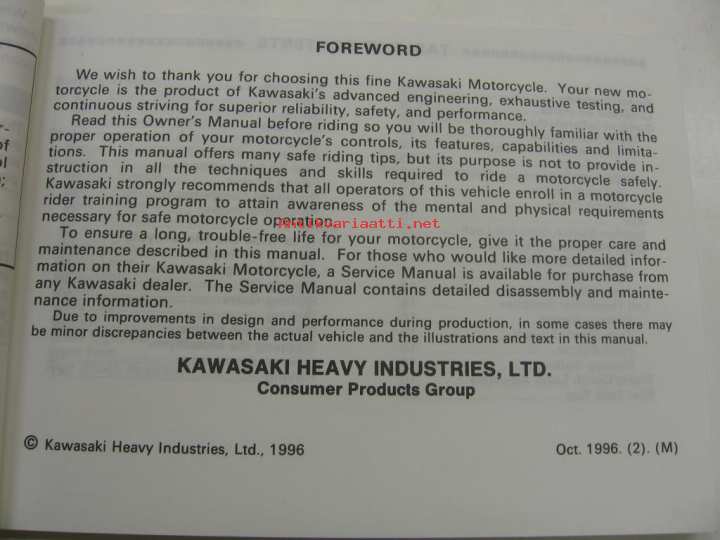 FOREWORD
We wish to thank you for choosing this fine Kawasaki Motorcycle. Your new mo-
torcycle is the product of Kawasaki's advanced engineering, exhaustive testing, and
continuous striving for superior reliability, safety, and performance.
Read this Owner's Manual before riding so you will be thoroughly familiar with the
proper operation of your motorcycle's controls, its features, capabilities and limita-
tions. This manual offers many safe riding tips, but its purpose is not to provide in-
struction in all the techniques and skills required to ride a motorcycle safely.
Kawasaki strongly recommends that all operators of this vehicle enroll in a motorcycle
rider training program to attain awareness of the mental and physical requirements
necessary for safe motorcycle operation.
Antikvariaatti.net
To ensure a long, trouble-free life for your motorcycle, give it the proper care and
maintenance described in this manual. For those who would like more detailed infor-
mation on their Kawasaki Motorcycle, a Service Manual is available for purchase from
any Kawasaki dealer. The Service Manual contains detailed disassembly and mainte-
nance information.
Due to improvements in design and performance during production, in some cases there may
be minor discrepancies between the actual vehicle and the illustrations and text in this manual.
KAWASAKI HEAVY INDUSTRIES, LTD.
Consumer Products Group
© Kawasaki Heavy Industries, Ltd., 1996
Oct. 1996. (2). (M)